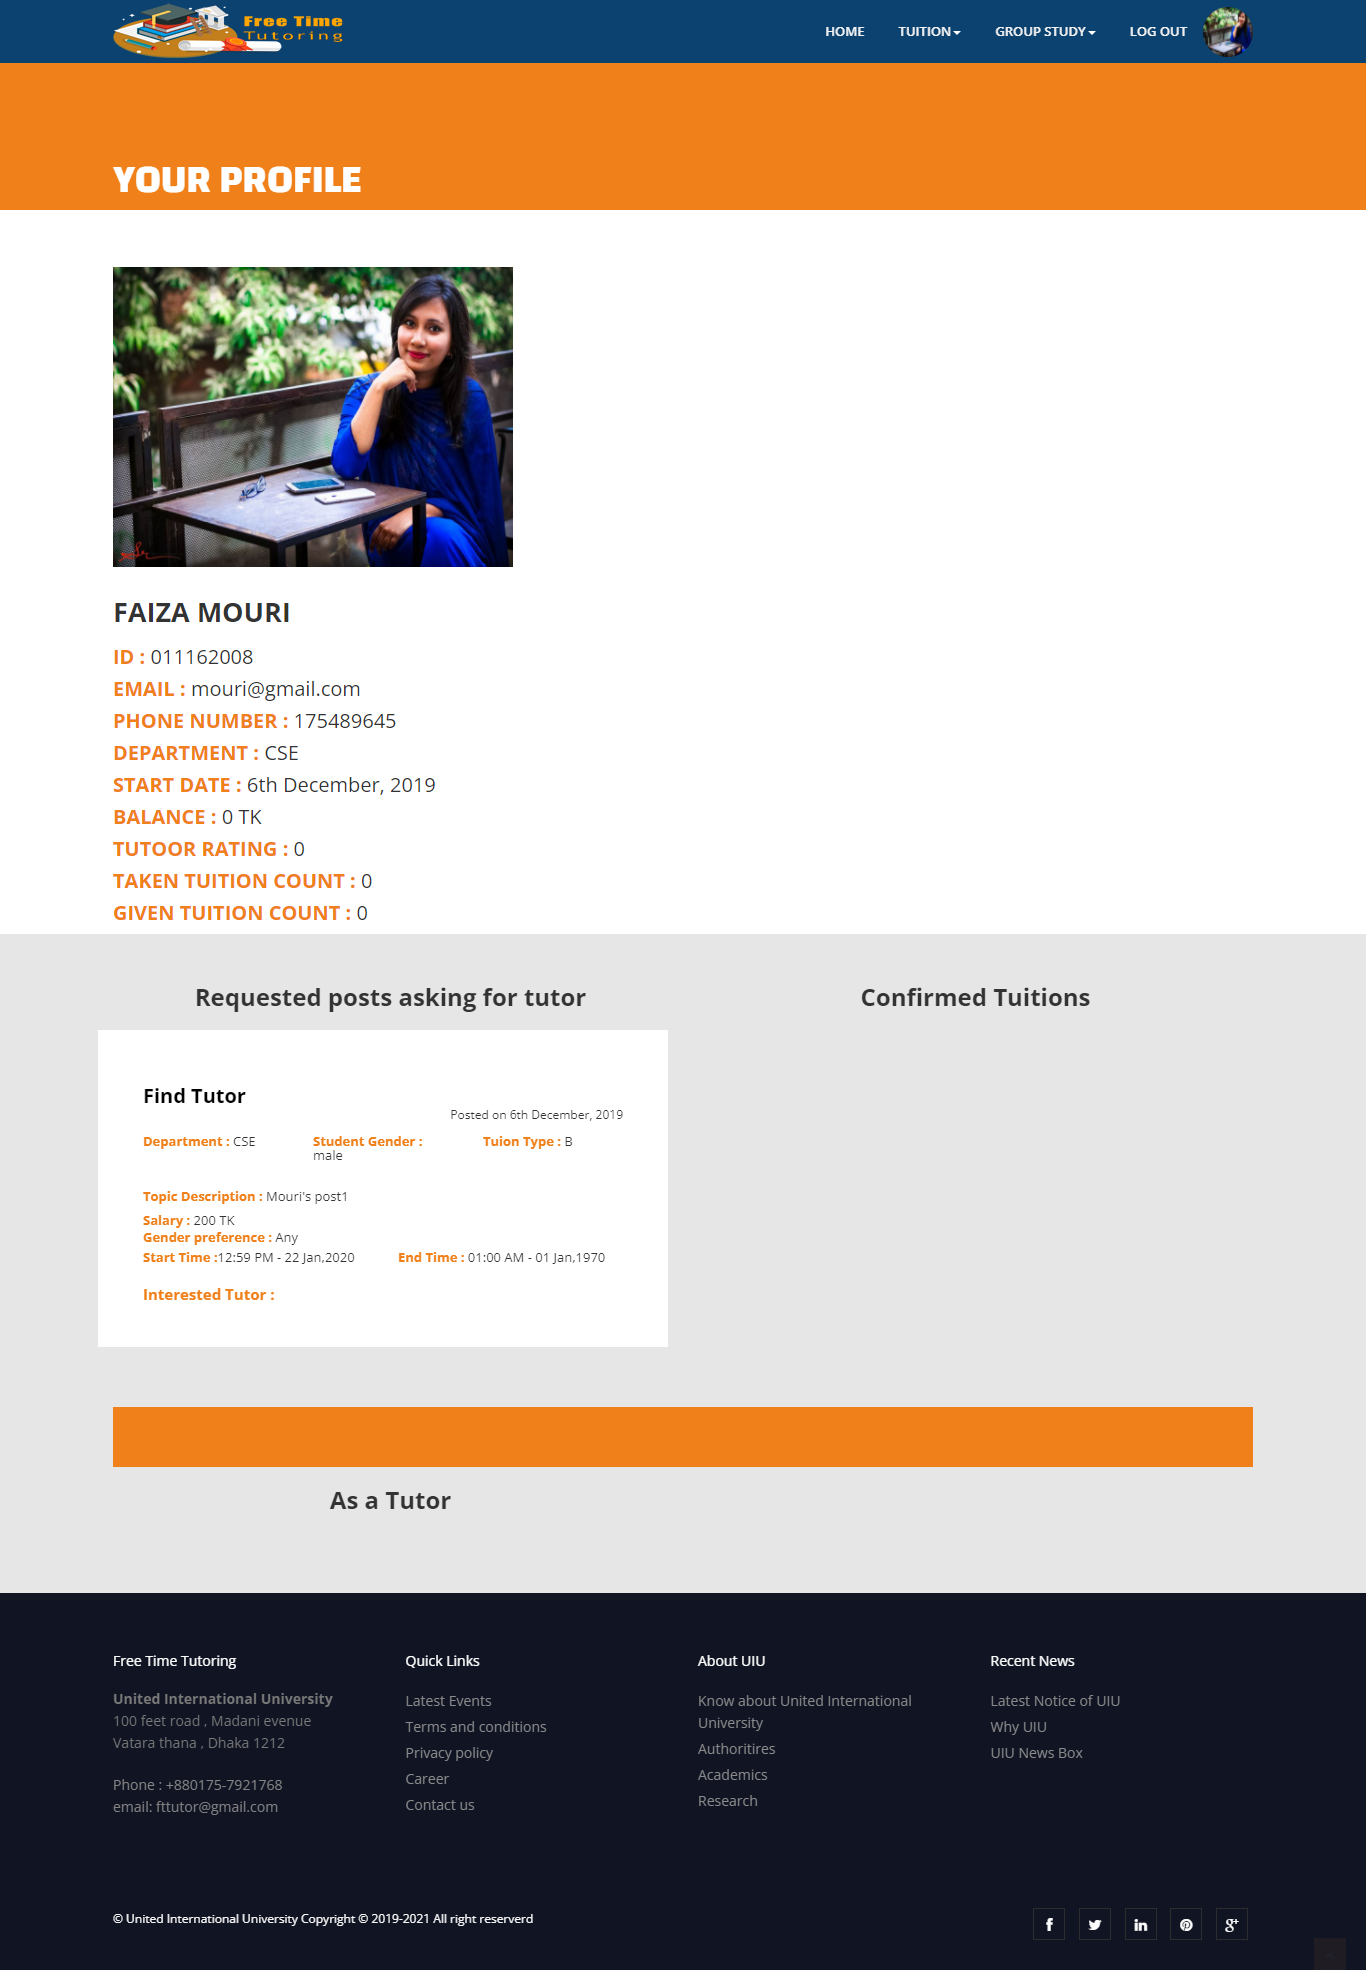 Free Time
Tutoring
HOME TUITION GROUP STUDY LOG OUT
YOUR PROFILE
FAIZA MOURI
ID : 011162008
EMAIL : mouri@gmail.com
PHONE NUMBER : 175489645
DEPARTMENT : CSE
START DATE : 6th December, 2019
BALANCE : 0 TK
TUTOOR RATING : 0
TAKEN TUITION COUNT : 0
GIVEN TUITION COUNT : 0
Requested posts asking for tutor
Confirmed Tuitions
Find Tutor
Posted on 6th December, 2019
Department : CSE
Student Gender :
male
Tuion Type : B
Topic Description : Mouri's post1
Salary : 200 TK
Gender preference : Any
Start Time :12:59 PM - 22 Jan,2020
End Time : 01:00 AM - 01 Jan,1970
Interested Tutor :
As a Tutor
Free Time Tutoring
United International University
100 feet road , Madani evenue
Vatara thana , Dhaka 1212
Phone : +880175-7921768
email: fttutor@gmail.com
Quick Links
Latest Events
Terms and conditions
Privacy policy
Career
Contact us
About UIU
Know about United International
University
Authoritires
Academics
Research
Recent News
Latest Notice of UIU
Why UIU
UIU News Box
© United International University Copyright © 2019-2021 All right reserverd